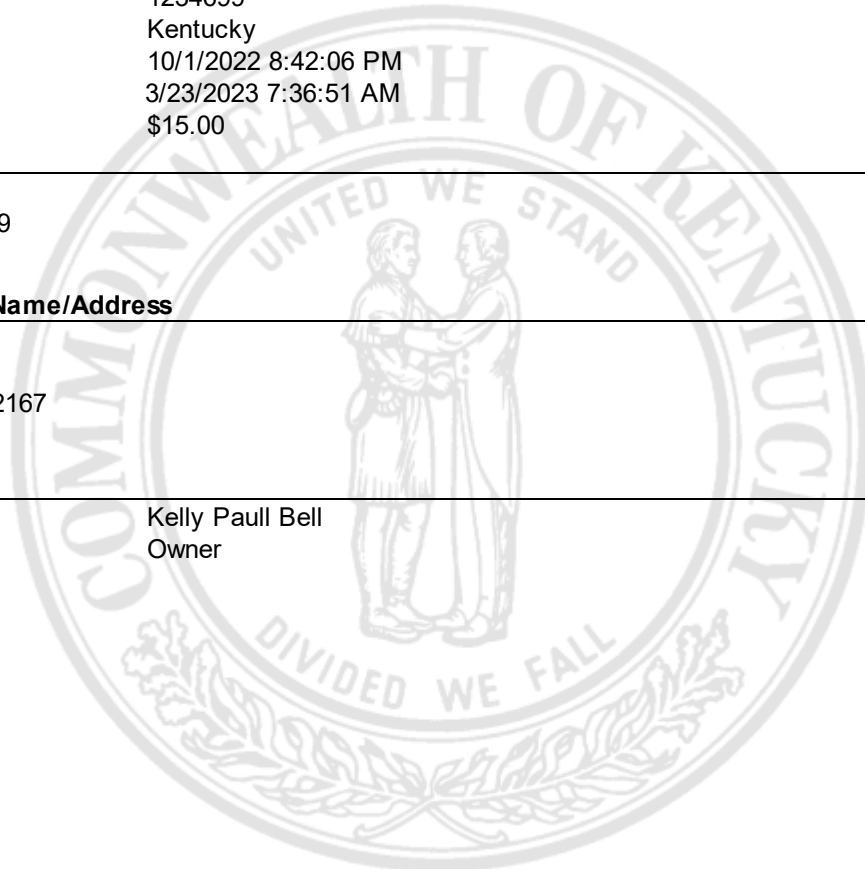 Kentucky
10/1/2022 8:42:06 PM
3/23/2023 7:36:51 AM
$15.00
9
Name/Address
2167
Kelly Paull Bell
Owner
COMMONWEALTH OF KENTUCKY
UNITED WE STAND
DIVIDED WE FALL